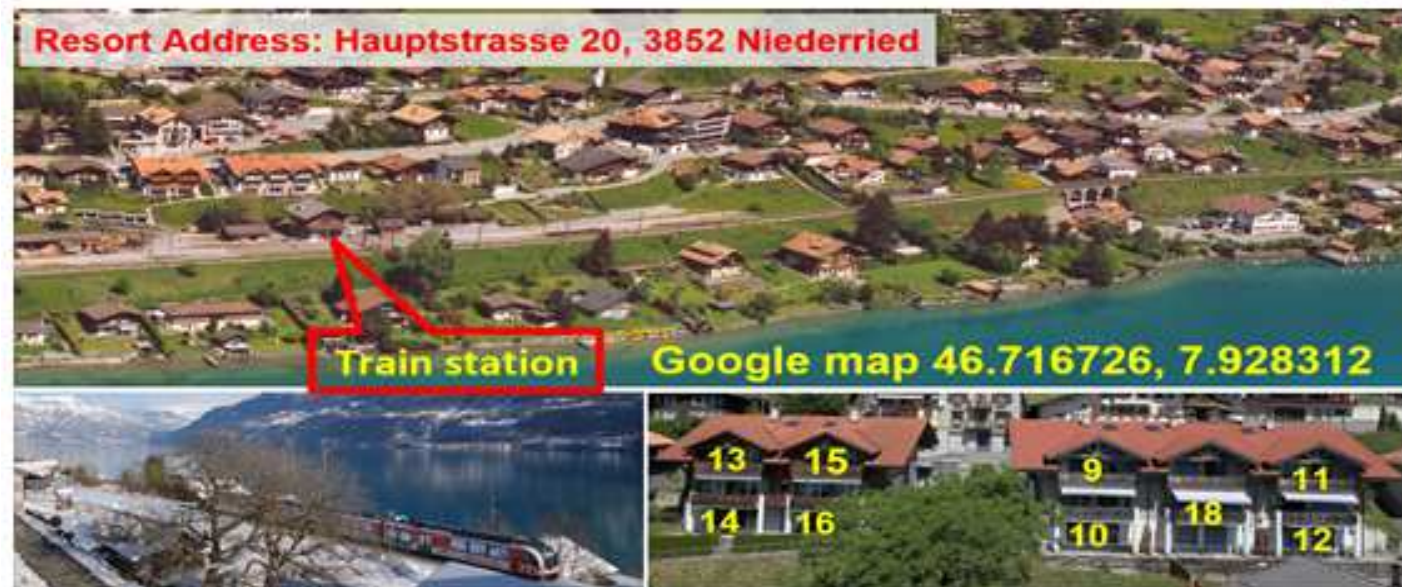 Resort Address: Hauptstrasse 20, 3852 Niederried
Train station
Google map 46.716726, 7.928312
13 15
14 16
9 11
18
10 12